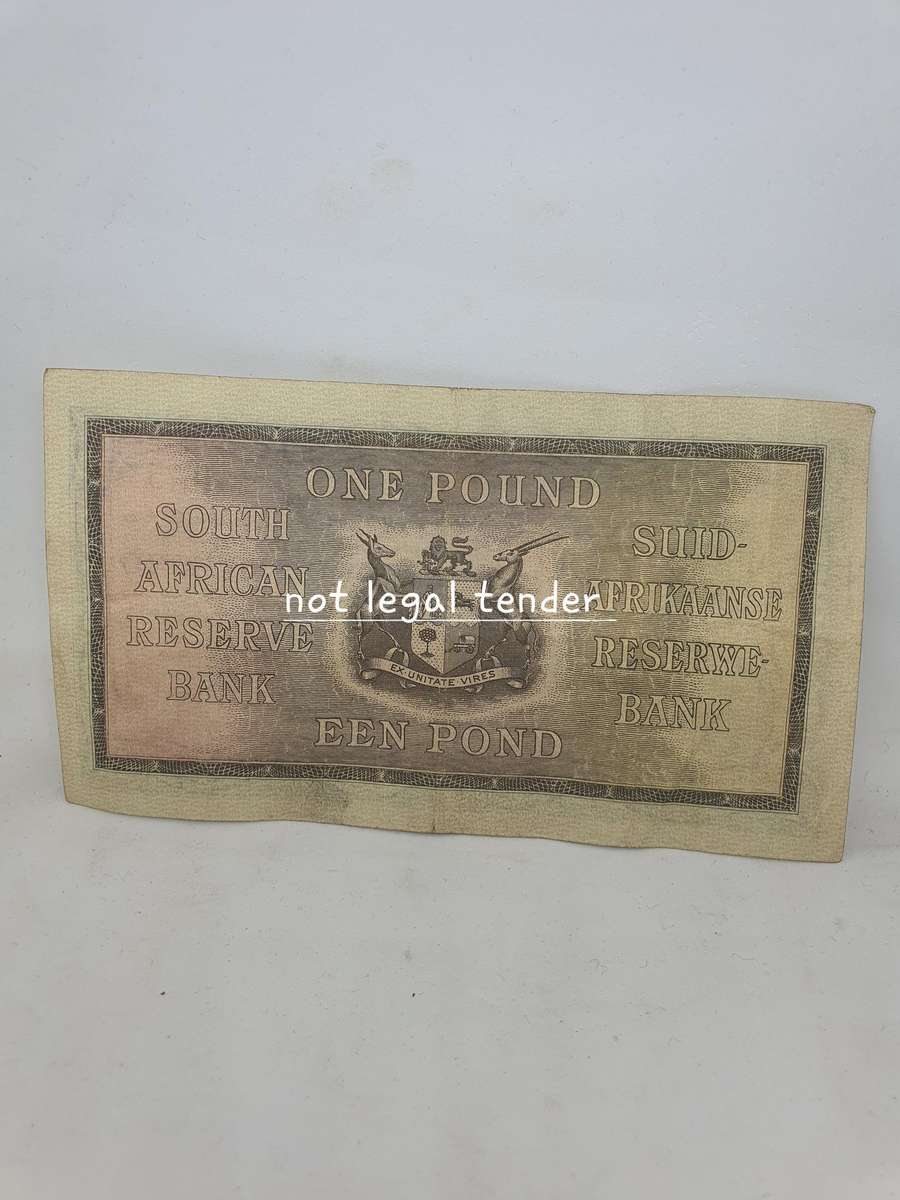 ONE POUND
SOUTH
AFRICAN
RESERVE
BANK
SUID-
AFRIKAANSE
RESERWE-
BANK
EX·UNITATE·VIRES
EEN POND
not legal tender